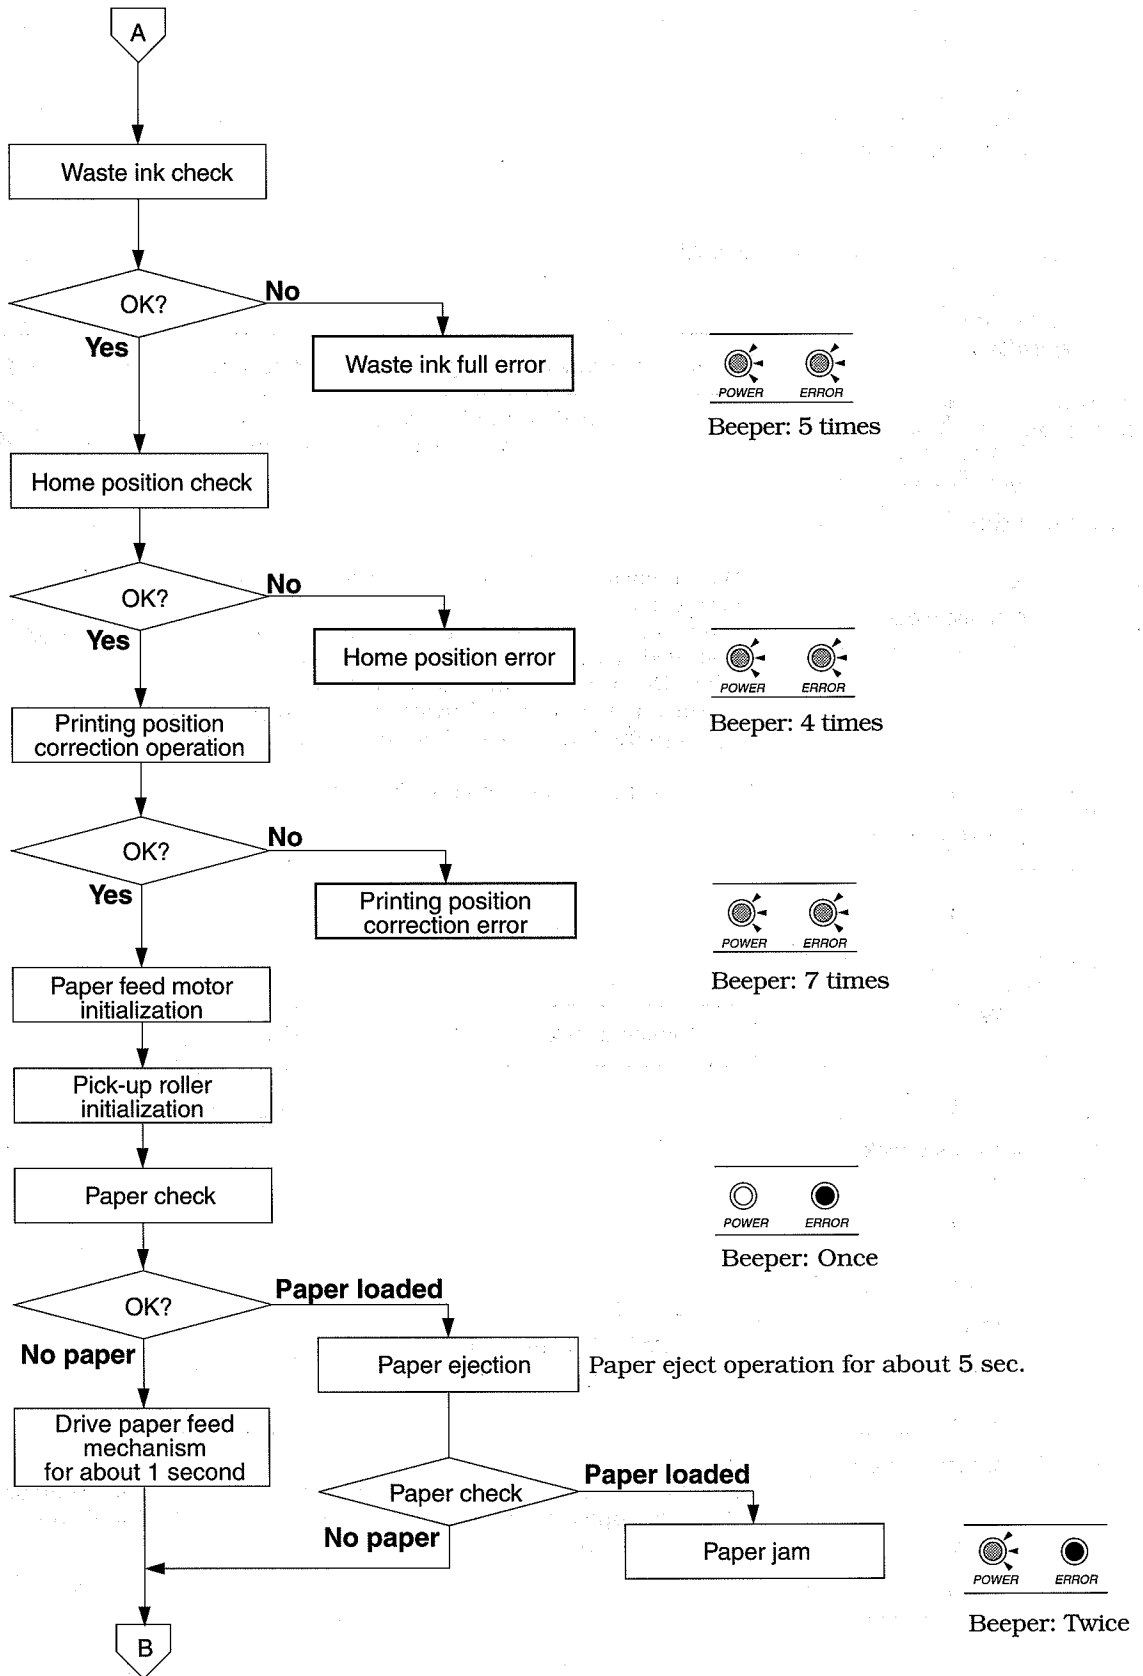 A
Waste ink check
OK?
No
Yes
Waste ink full error
POWER ERROR
Beeper: 5 times
Home position check
OK?
No
Yes
Home position error
POWER ERROR
Beeper: 4 times
Printing position
correction operation
OK?
No
Yes
Printing position
correction error
POWER ERROR
Beeper: 7 times
Paper feed motor
initialization
Pick-up roller
initialization
Paper check
POWER ERROR
Beeper: Once
OK?
Paper loaded
No paper
Paper ejection
Paper eject operation for about 5 sec.
Drive paper feed
mechanism
for about 1 second
Paper check
Paper loaded
No paper
Paper jam
POWER ERROR
Beeper: Twice
B